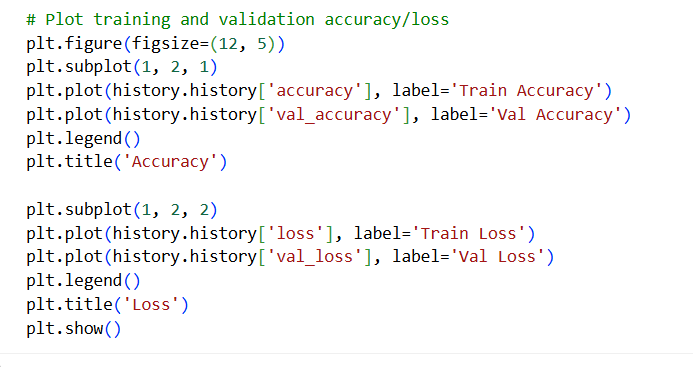 # Plot training and validation accuracy/loss
plt.figure(figsize=(12, 5))
plt.subplot(1, 2, 1)
plt.plot(history.history['accuracy'], label='Train Accuracy')
plt.plot(history.history['val_accuracy'], label='Val Accuracy')
plt.legend()
plt.title('Accuracy')

plt.subplot(1, 2, 2)
plt.plot(history.history['loss'], label='Train Loss')
plt.plot(history.history['val_loss'], label='Val Loss')
plt.legend()
plt.title('Loss')
plt.show()